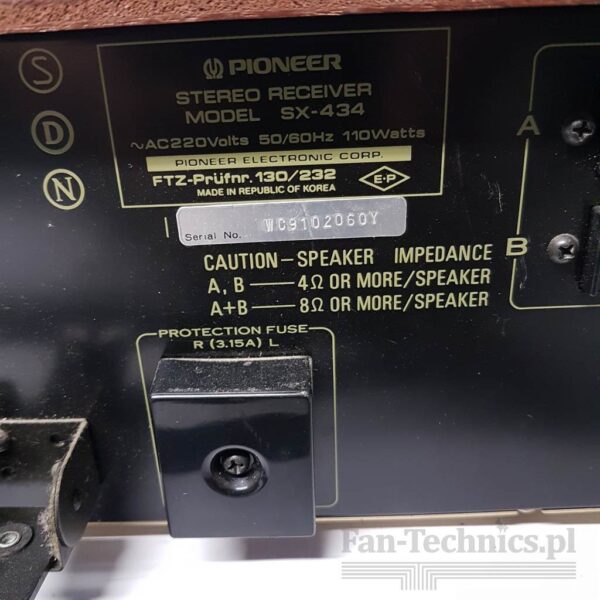 S
D
N
PIONEER
STEREO RECEIVER
MODEL SX-434
~AC220Volts 50/60Hz 110Watts
PIONEER ELECTRONIC CORP.
FTZ-Prüfnr. 130/232
MADE IN REPUBLIC OF KOREA
E-P
Serial No. WC9102060Y
CAUTION-SPEAKER IMPEDANCE
A, B — 4Ω OR MORE/SPEAKER
A+B — 8Ω OR MORE/SPEAKER
A
B
PROTECTION FUSE
R (3.15A) L
Fan-Technics.pl